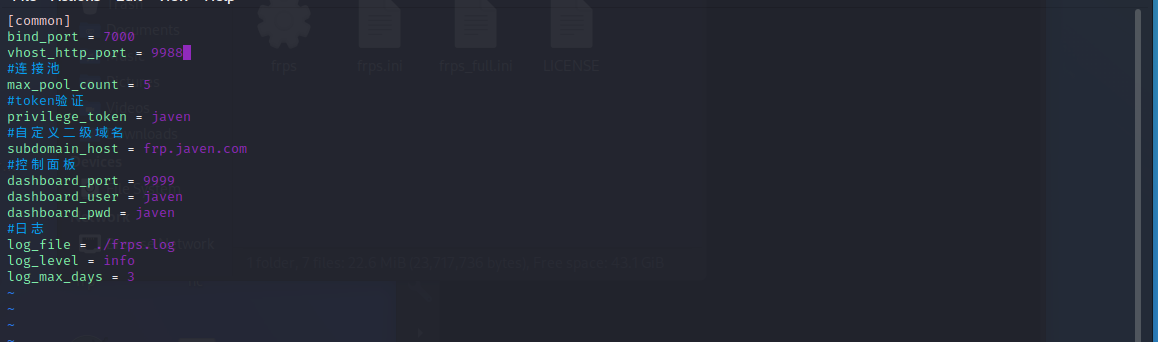 [common]
bind_port = 7000
vhost_http_port = 9988
#连接池
max_pool_count = 5
#token验证
privilege_token = javen
#自定义二级域名
subdomain_host = frp.javen.com
#控制面板
dashboard_port = 9999
dashboard_user = javen
dashboard_pwd = javen
#日志
log_file = ./frps.log
log_level = info
log_max_days = 3
~
~
~
~
frps
frps.ini
frps_full.ini
LICENSE